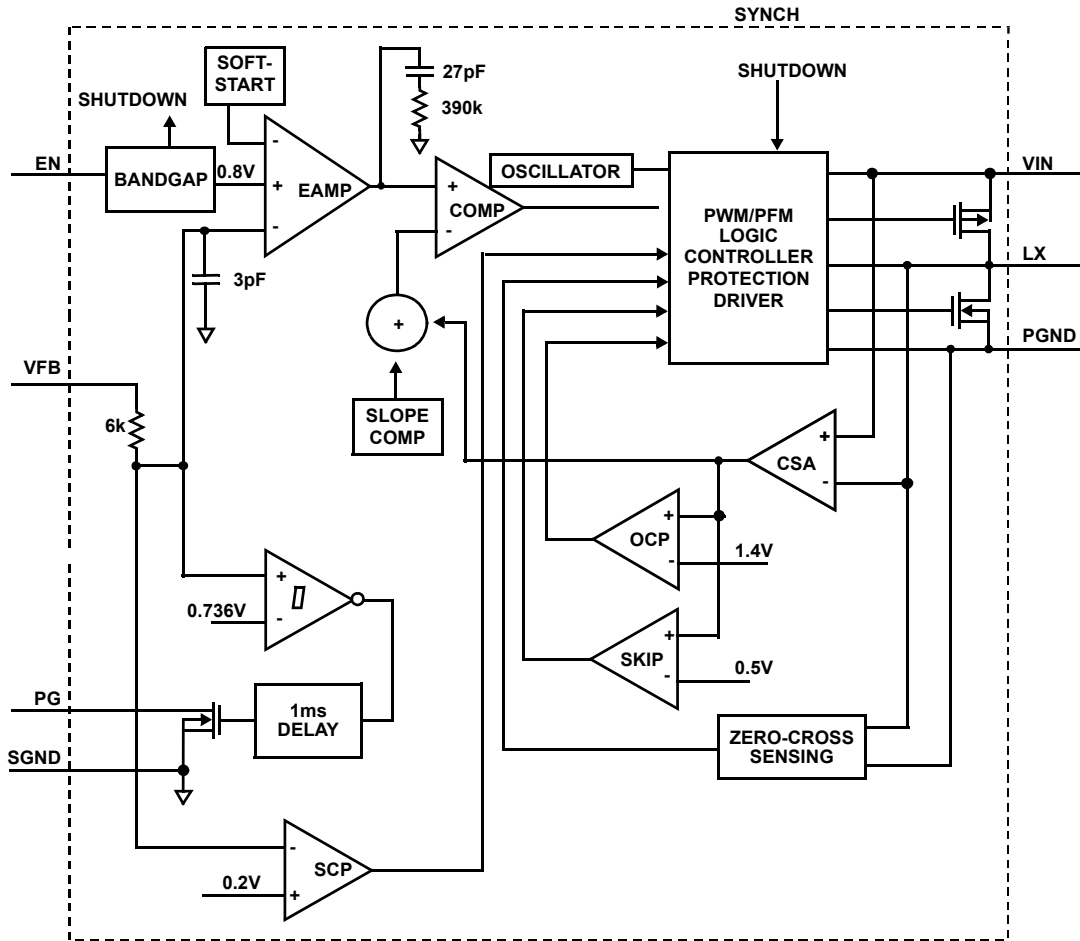 SYNCH
SOFT-
START
27pF
390k
SHUTDOWN
SHUTDOWN
EN
BANDGAP
0.8V
-
+
-
EAMP
+
-
COMP
OSCILLATOR
PWM/PFM
LOGIC
CONTROLLER
PROTECTION
DRIVER
VIN
LX
PGND
3pF
+
SLOPE
COMP
VFB
6k
+
-
CSA
+
-
OCP
1.4V
+
-
0.736V
+
-
SKIP
0.5V
PG
1ms
DELAY
SGND
ZERO-CROSS
SENSING
-
+
SCP
0.2V